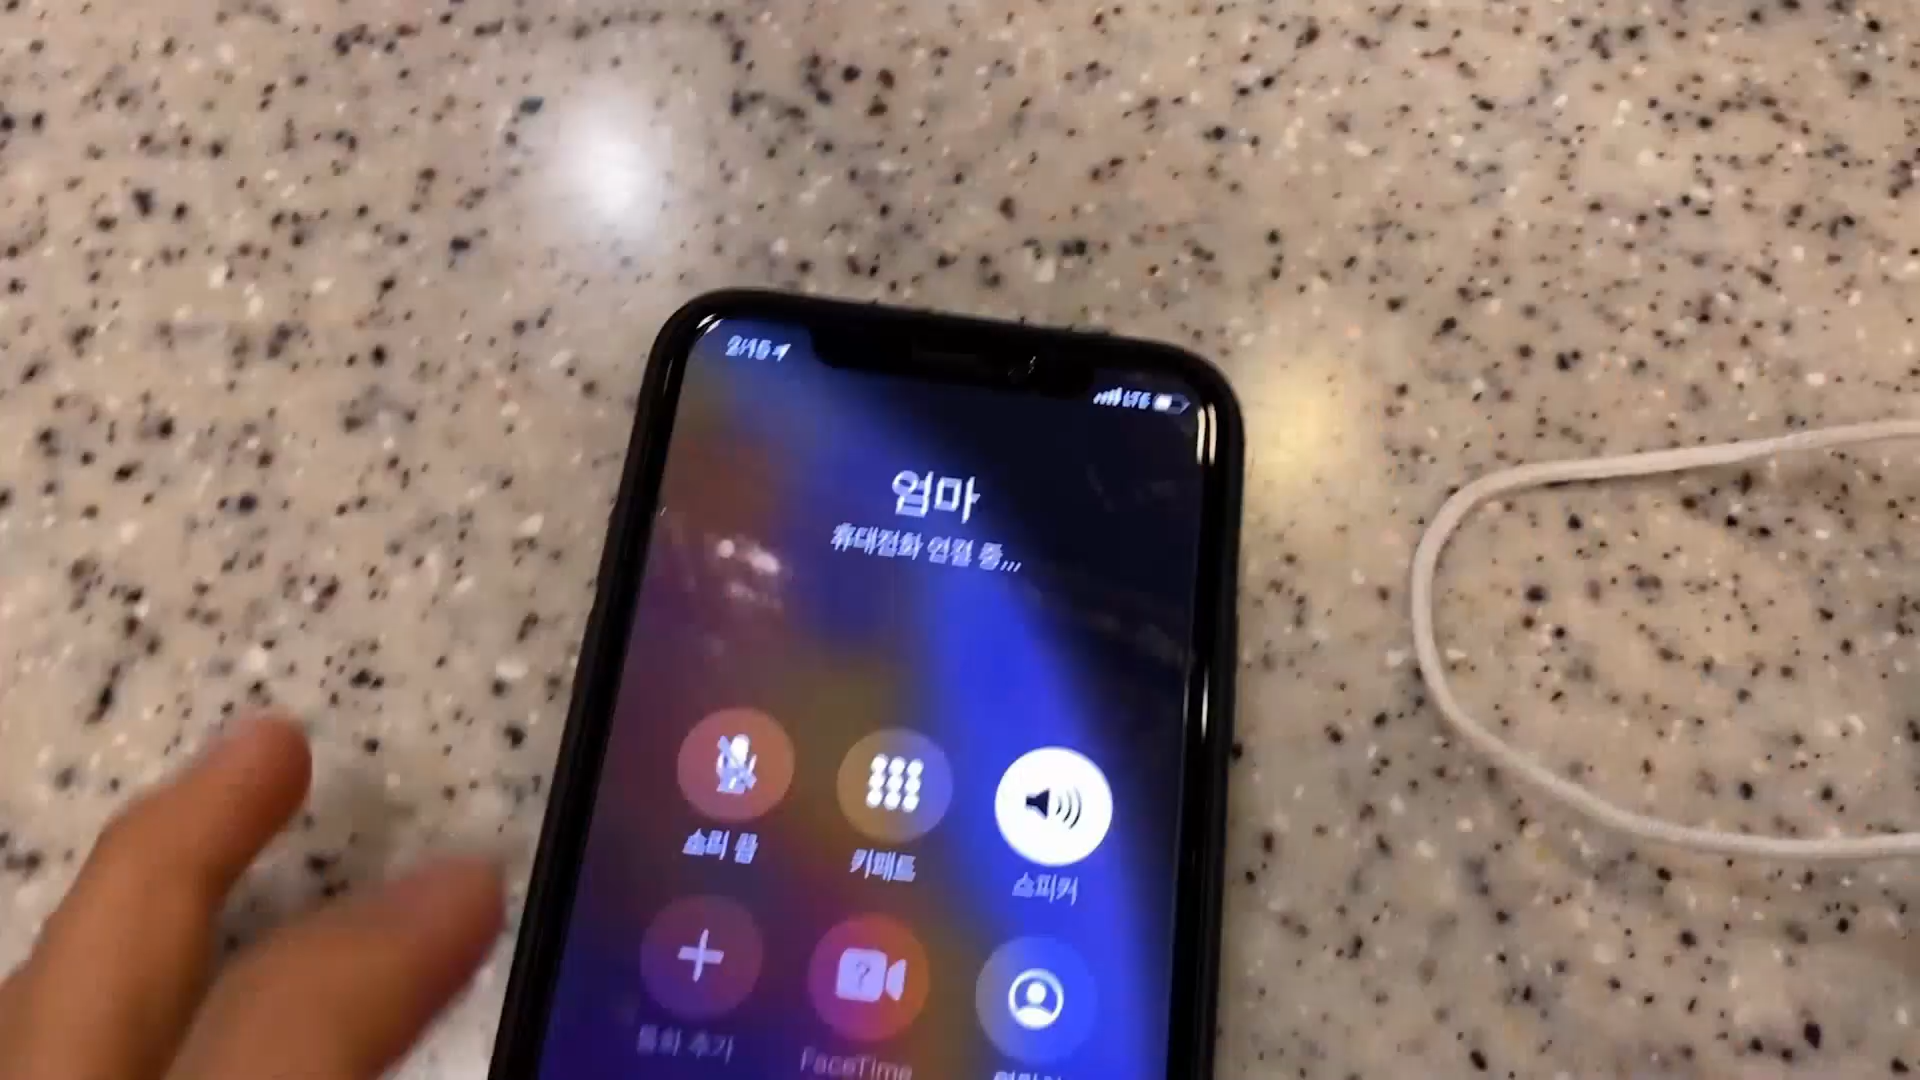 2:15
LTE
엄마
휴대전화 연결 중...
소리 끔
키패드
스피커
통화 추가
FaceTime